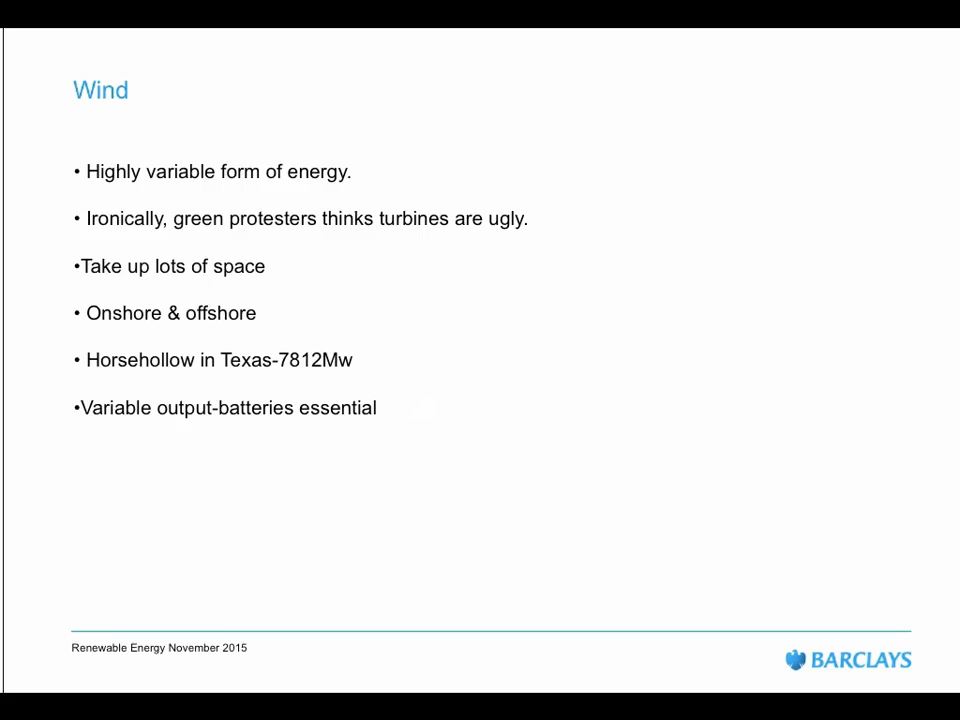 Wind
• Highly variable form of energy.
• Ironically, green protesters thinks turbines are ugly.
•Take up lots of space
• Onshore & offshore
• Horsehollow in Texas-7812Mw
•Variable output-batteries essential
Renewable Energy November 2015
BARCLAYS